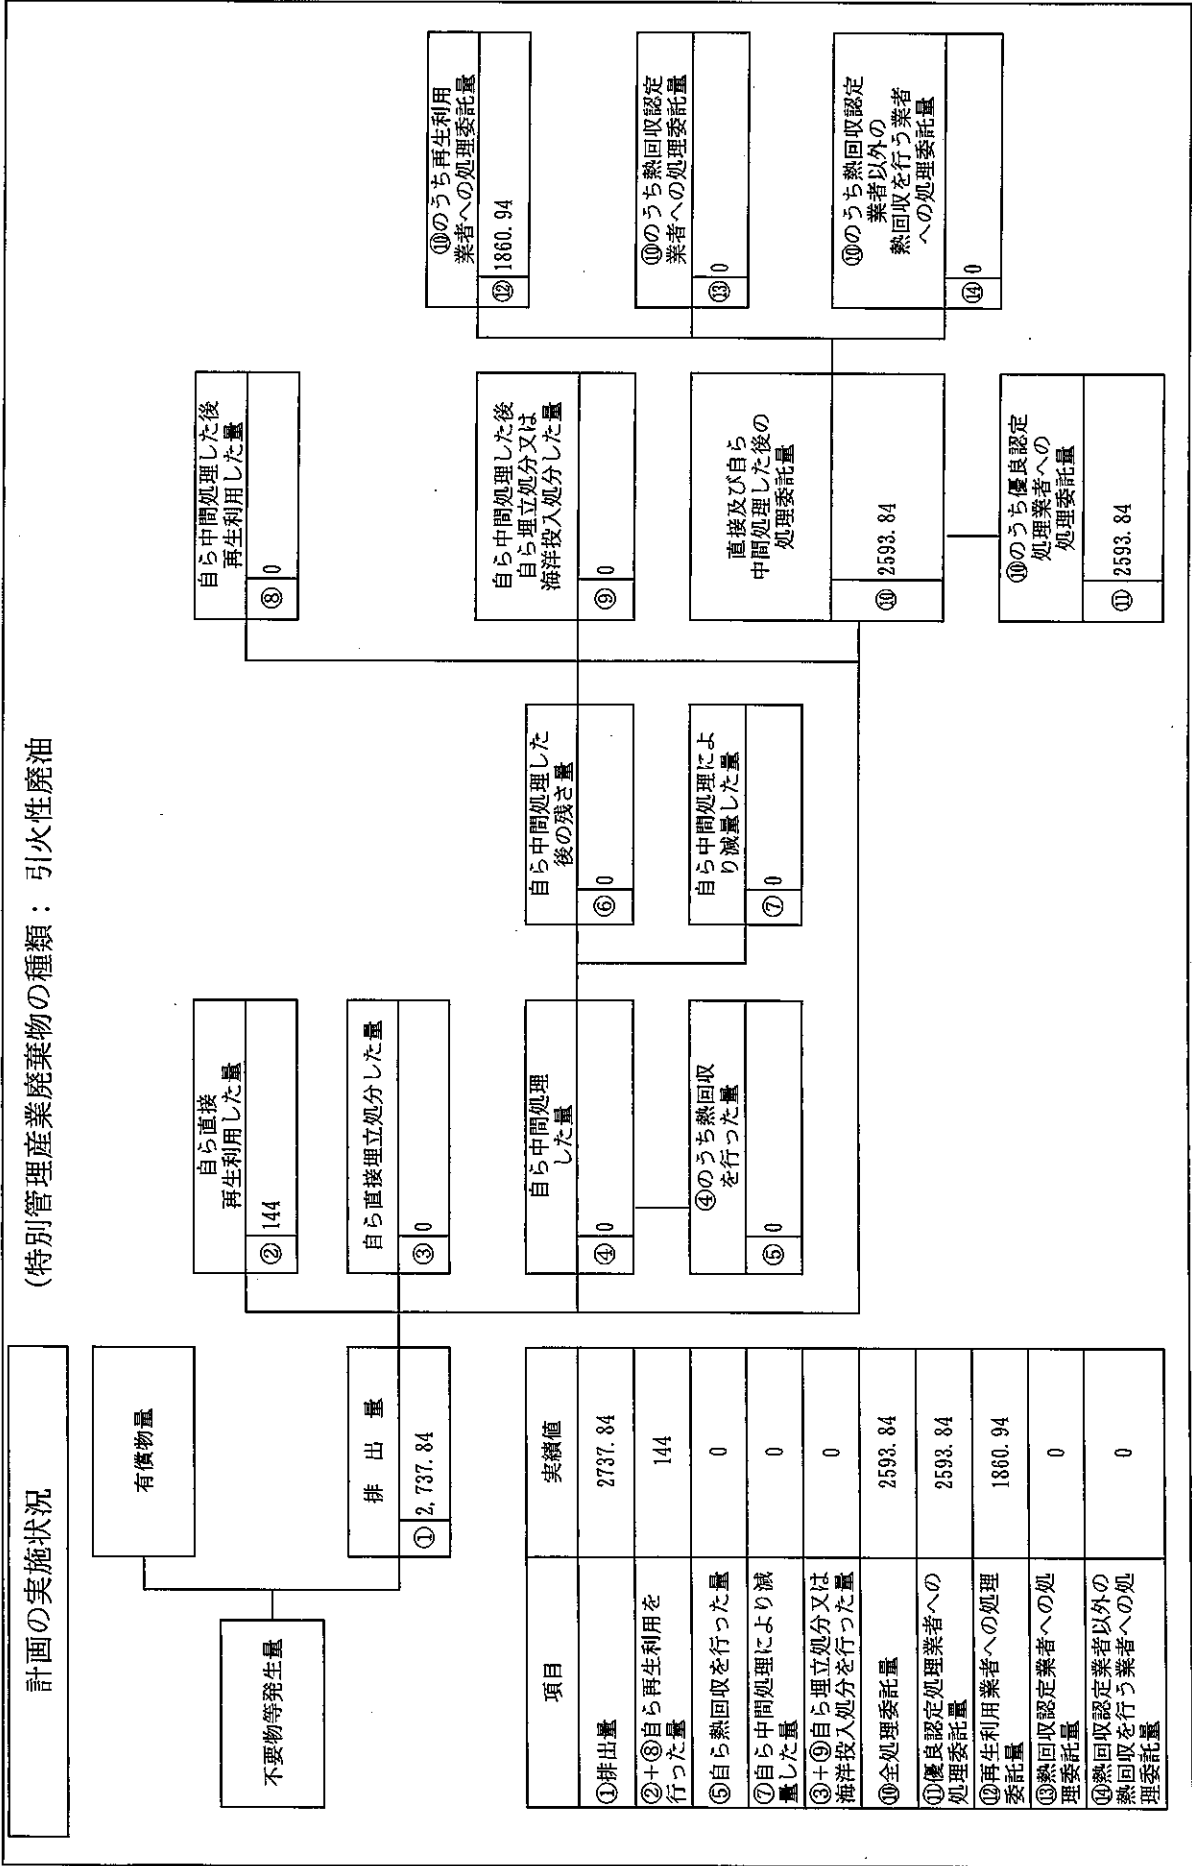 計画の実施状況
(特別管理産業廃棄物の種類： 引火性廃油
不要物等発生量
有償物量
排 出 量
① 2,737.84
自ら直接
再生利用した量
② 144
自ら直接埋立処分した量
③ 0
自ら中間処理
した量
④ 0
④のうち熱回収
を行った量
⑤ 0
自ら中間処理した
後の残さ量
⑥ 0
自ら中間処理によ
り減量した量
⑦ 0
自ら中間処理した後
再生利用した量
⑧ 0
自ら中間処理した後
自ら埋立処分又は
海洋投入処分した量
⑨ 0
直接及び自ら
中間処理した後の
処理委託量
⑩ 2593.84
⑩のうち優良認定
処理業者への
処理委託量
⑪ 2593.84
⑩のうち再生利用
業者への処理委託量
⑫ 1860.94
⑩のうち熱回収認定
業者への処理委託量
⑬ 0
⑩のうち熱回収認定
業者以外の
熱回収を行う業者
への処理委託量
⑭ 0
項目 実績値
①排出量 2737.84
②+⑧自ら再生利用を
行った量 144
⑤自ら熱回収を行った量 0
⑦自ら中間処理により減
量した量 0
③+⑨自ら埋立処分又は
海洋投入処分を行った量 0
⑩全処理委託量 2593.84
⑪優良認定処理業者への
処理委託量 2593.84
⑫再生利用業者への処理
委託量 1860.94
⑬熱回収認定業者への処
理委託量 0
⑭熱回収認定業者以外の
熱回収を行う業者への処
理委託量 0